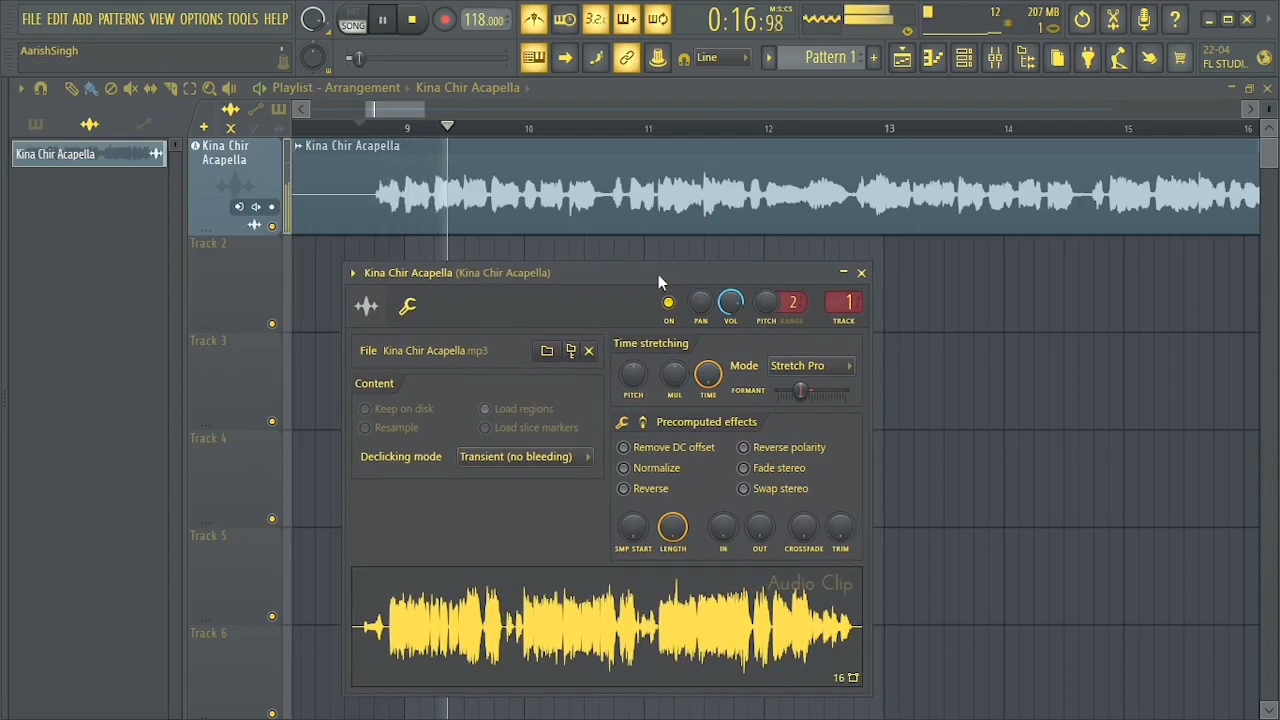 FILE EDIT ADD PATTERNS VIEW OPTIONS TOOLS HELP
SONG
118.000
3.2.
0:16:98
M:S:CS
12
207 MB
1
AarishSingh
Line
Pattern 1
22-04
FL STUDI..
Playlist - Arrangement › Kina Chir Acapella ›
9 10 11 12 13 14 15 16
Kina Chir Acapella
Kina Chir
Acapella
Kina Chir Acapella
Track 2
Track 3
Track 4
Track 5
Track 6
Kina Chir Acapella (Kina Chir Acapella)
ON PAN VOL PITCH RANGE 2 1 TRACK
File Kina Chir Acapella.mp3
Content
Keep on disk Load regions
Resample Load slice markers
Declicking mode Transient (no bleeding)
Time stretching
PITCH MUL TIME
Mode Stretch Pro
FORMANT
Precomputed effects
Remove DC offset Reverse polarity
Normalize Fade stereo
Reverse Swap stereo
SMP START LENGTH IN OUT CROSSFADE TRIM
Audio Clip
16